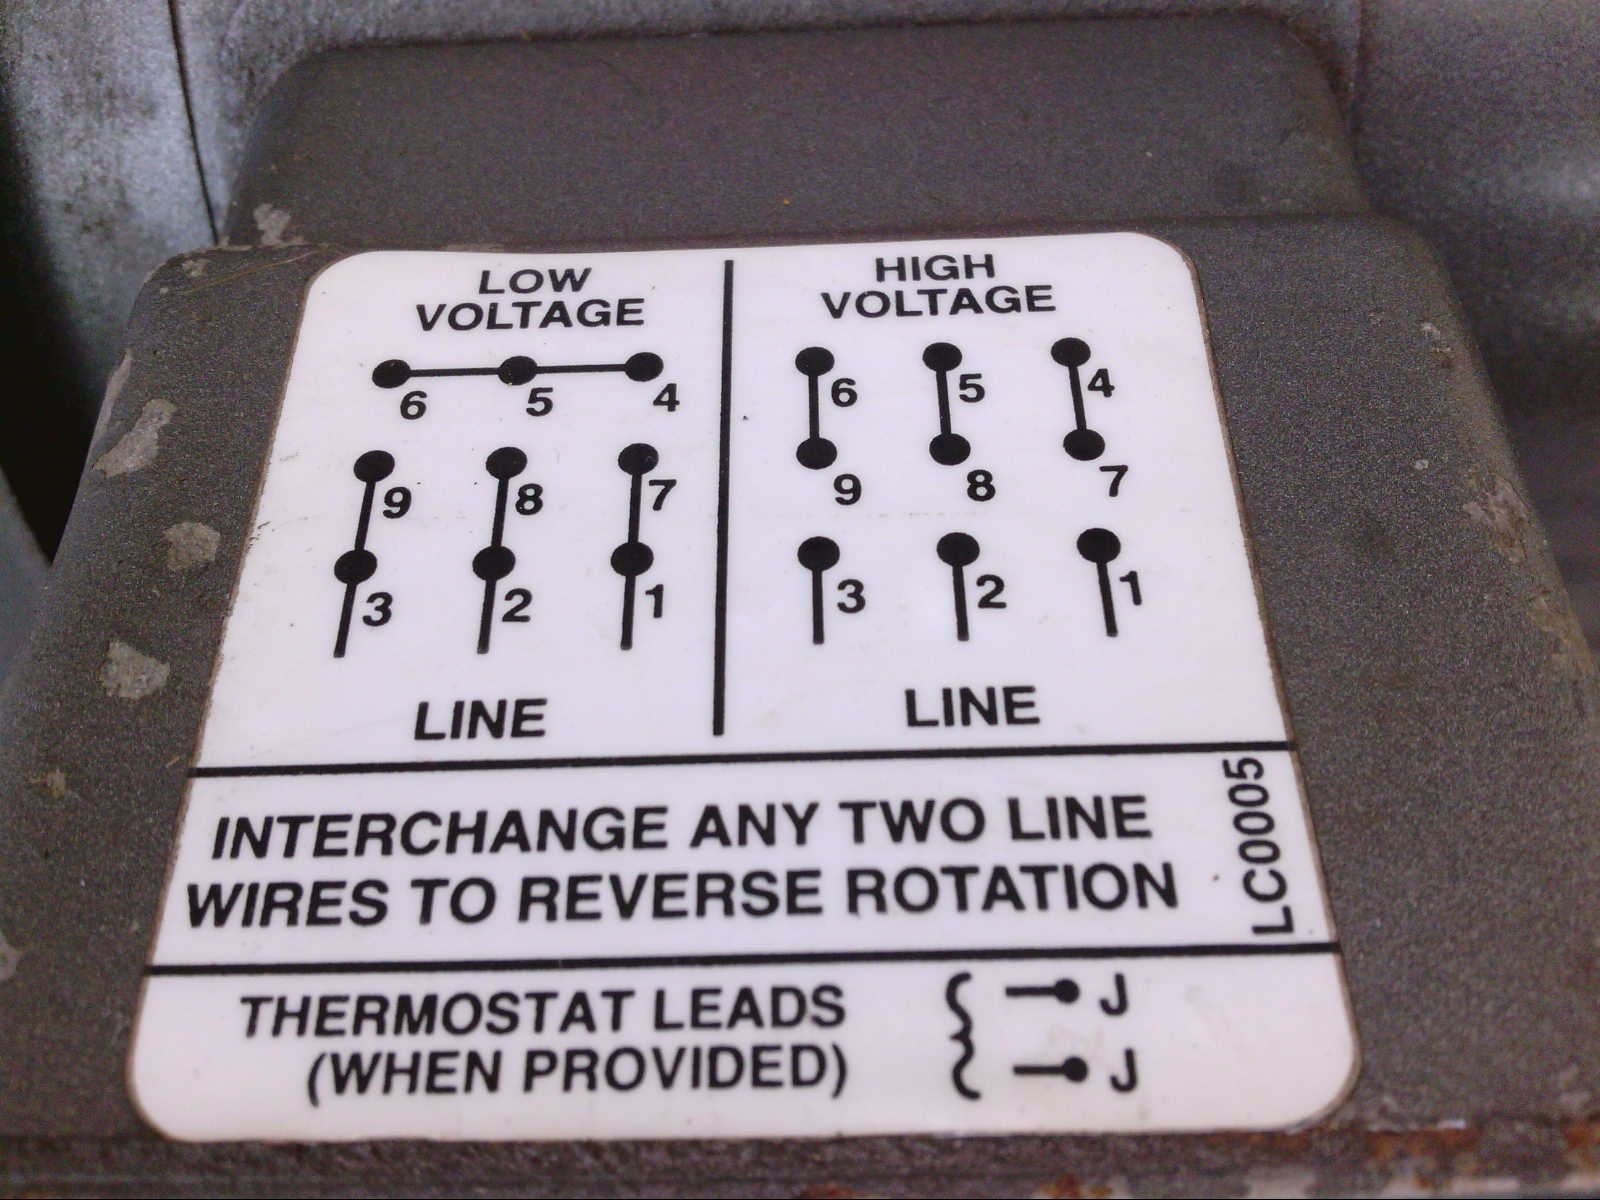 LOW
VOLTAGE
6 5 4
9 8 7
3 2 1
LINE
HIGH
VOLTAGE
6 5 4
9 8 7
3 2 1
LINE
INTERCHANGE ANY TWO LINE
WIRES TO REVERSE ROTATION
LC0005
THERMOSTAT LEADS
(WHEN PROVIDED)
J
J